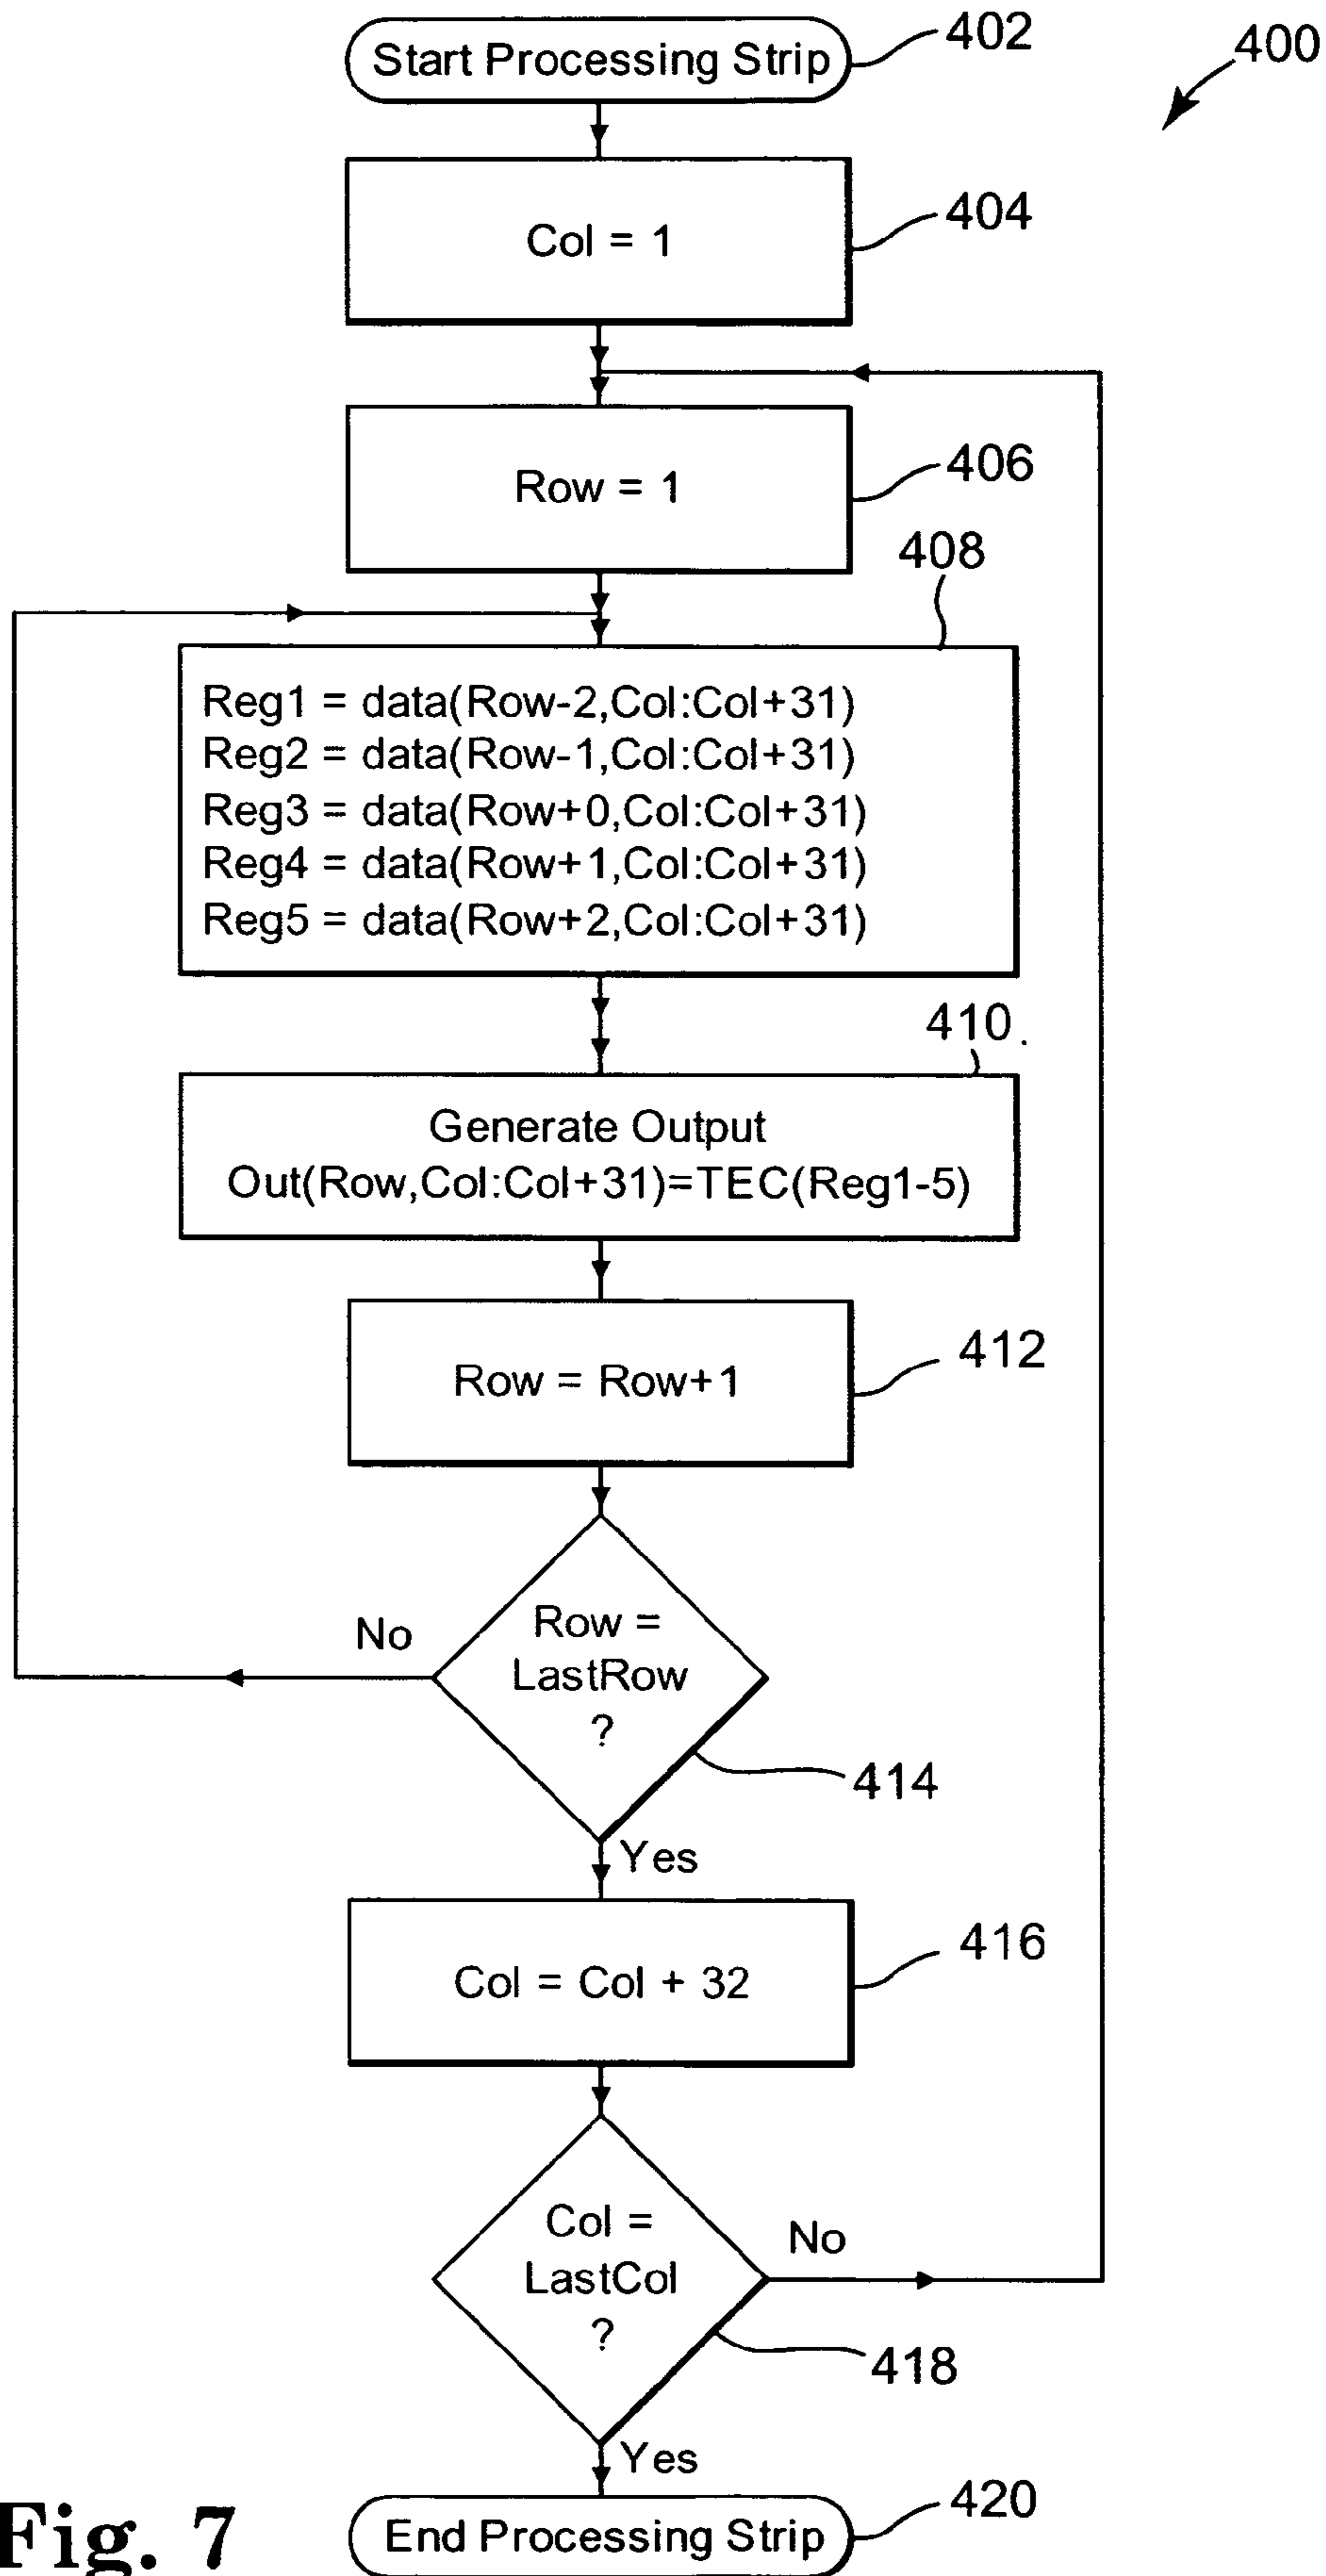 Start Processing Strip
402
400
Col = 1
404
Row = 1
406
408
Reg1 = data(Row-2,Col:Col+31)
Reg2 = data(Row-1,Col:Col+31)
Reg3 = data(Row+0,Col:Col+31)
Reg4 = data(Row+1,Col:Col+31)
Reg5 = data(Row+2,Col:Col+31)
410
Generate Output
Out(Row,Col:Col+31)=TEC(Reg1-5)
Row = Row+1
412
No
Row =
LastRow
?
414
Yes
Col = Col + 32
416
Col =
LastCol
?
No
418
Yes
End Processing Strip
420
Fig. 7